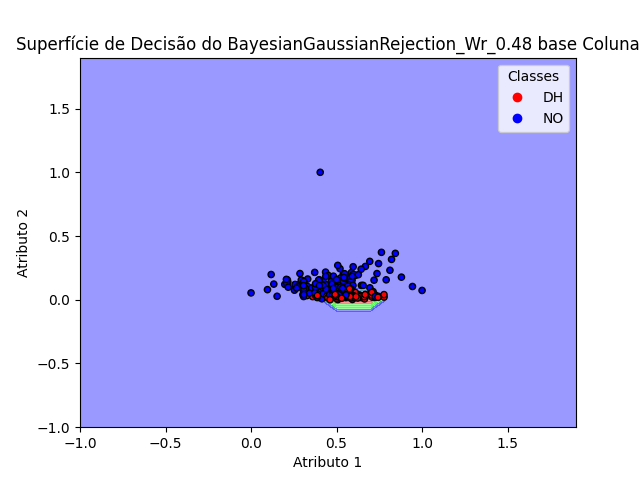 Superfície de Decisão do BayesianGaussianRejection_Wr_0.48 base Coluna
Classes
DH
NO
Atributo 2
1.5
1.0
0.5
0.0
−0.5
−1.0
−1.0 −0.5 0.0 0.5 1.0 1.5
Atributo 1